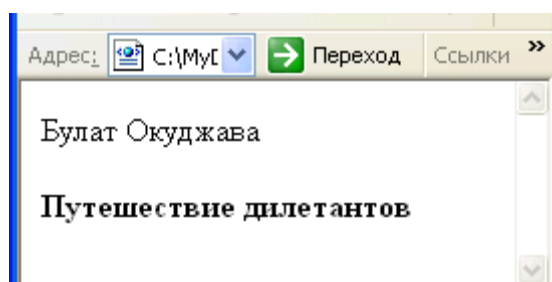 Адрес: C:\MyD Переход Ссылки »
Булат Окуджава
Путешествие дилетантов